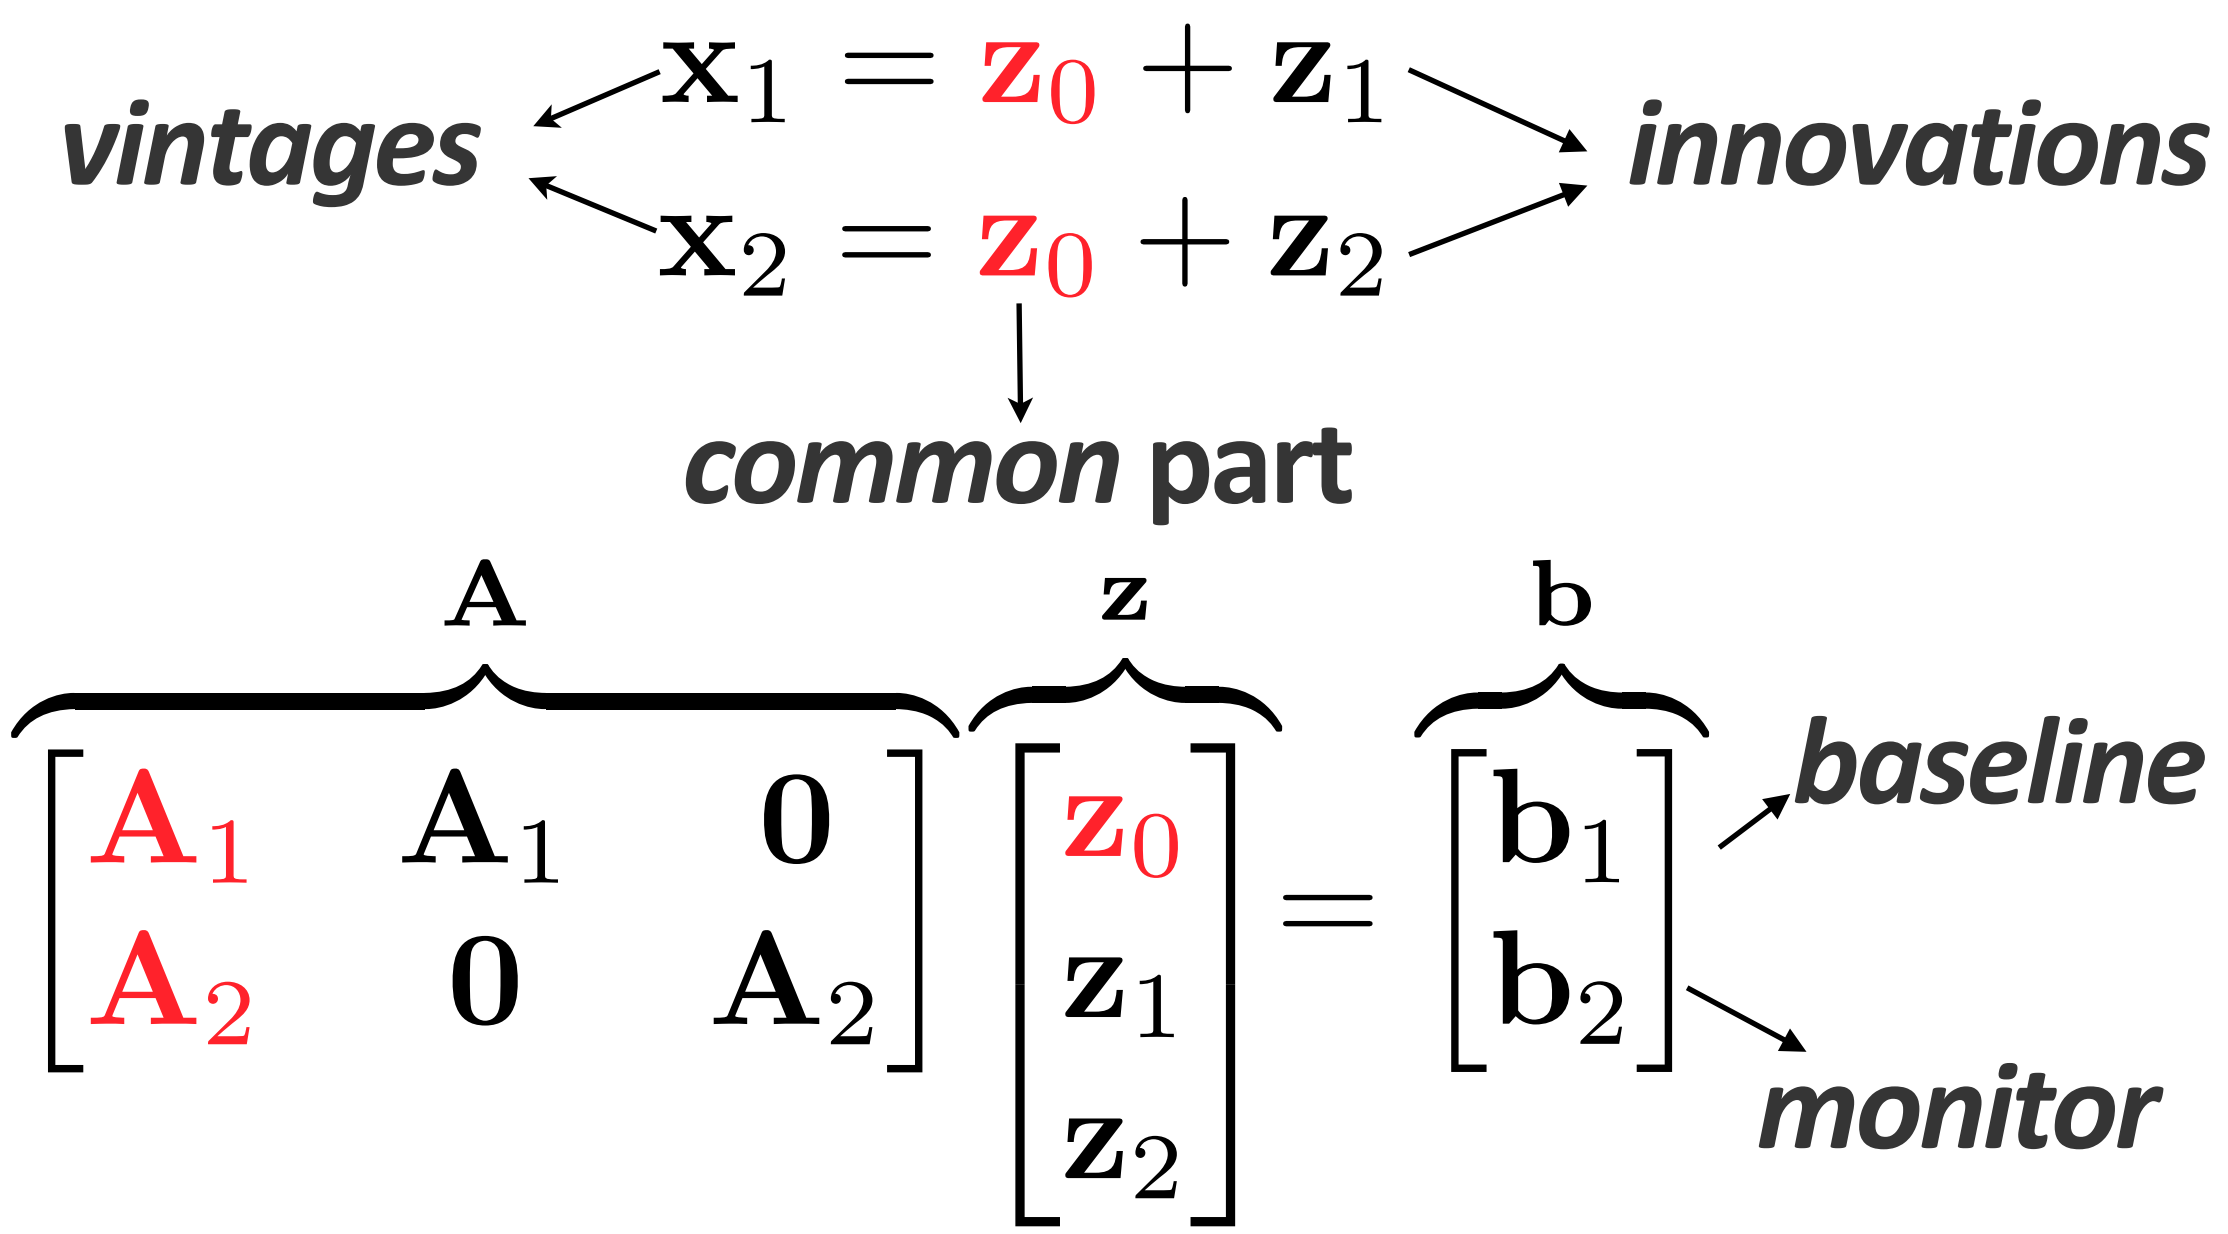 x₁ = z₀ + z₁
vintages innovations
x₂ = z₀ + z₂
common part
A z b
baseline
A₁ A₁ 0 z₀ b₁
= 
A₂ 0 A₂ z₁ b₂
monitor
z₂